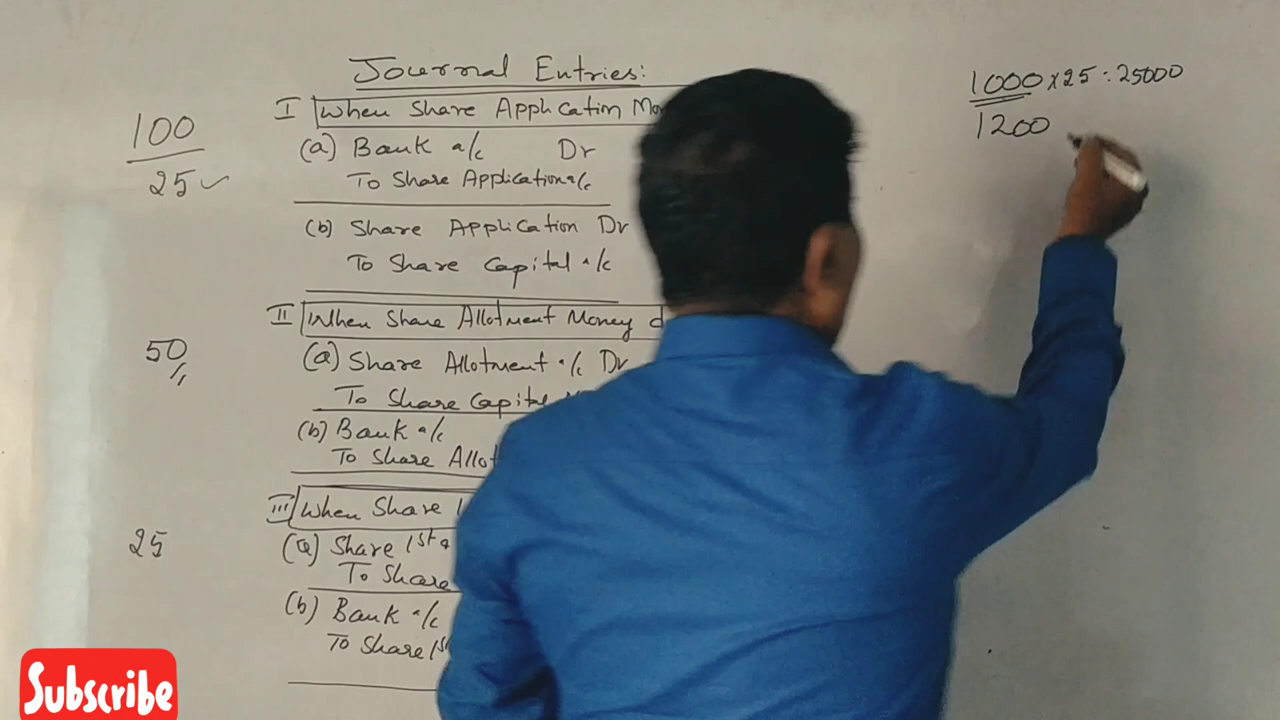 Journal Entries:
I When Share Application
(a) Bank a/c Dr
To Share Application a/c
(b) Share Application Dr
To Share Capital a/c
II When Share Allotment Money
(a) Share Allotment a/c Dr
To Share Capital
(b) Bank a/c
To Share
III When Share
(a) Share 1st
To Share
(b) Bank a/c
To Share 1st
100
25
50
25
1000 x 25 = 25000
1200
Subscribe